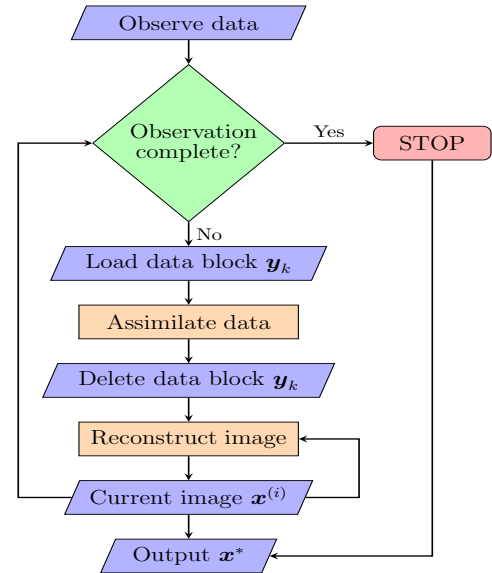 Observe data
Observation
complete?
Yes
STOP
No
Load data block 𝒚ₖ
Assimilate data
Delete data block 𝒚ₖ
Reconstruct image
Current image 𝒙⁽ⁱ⁾
Output 𝒙*